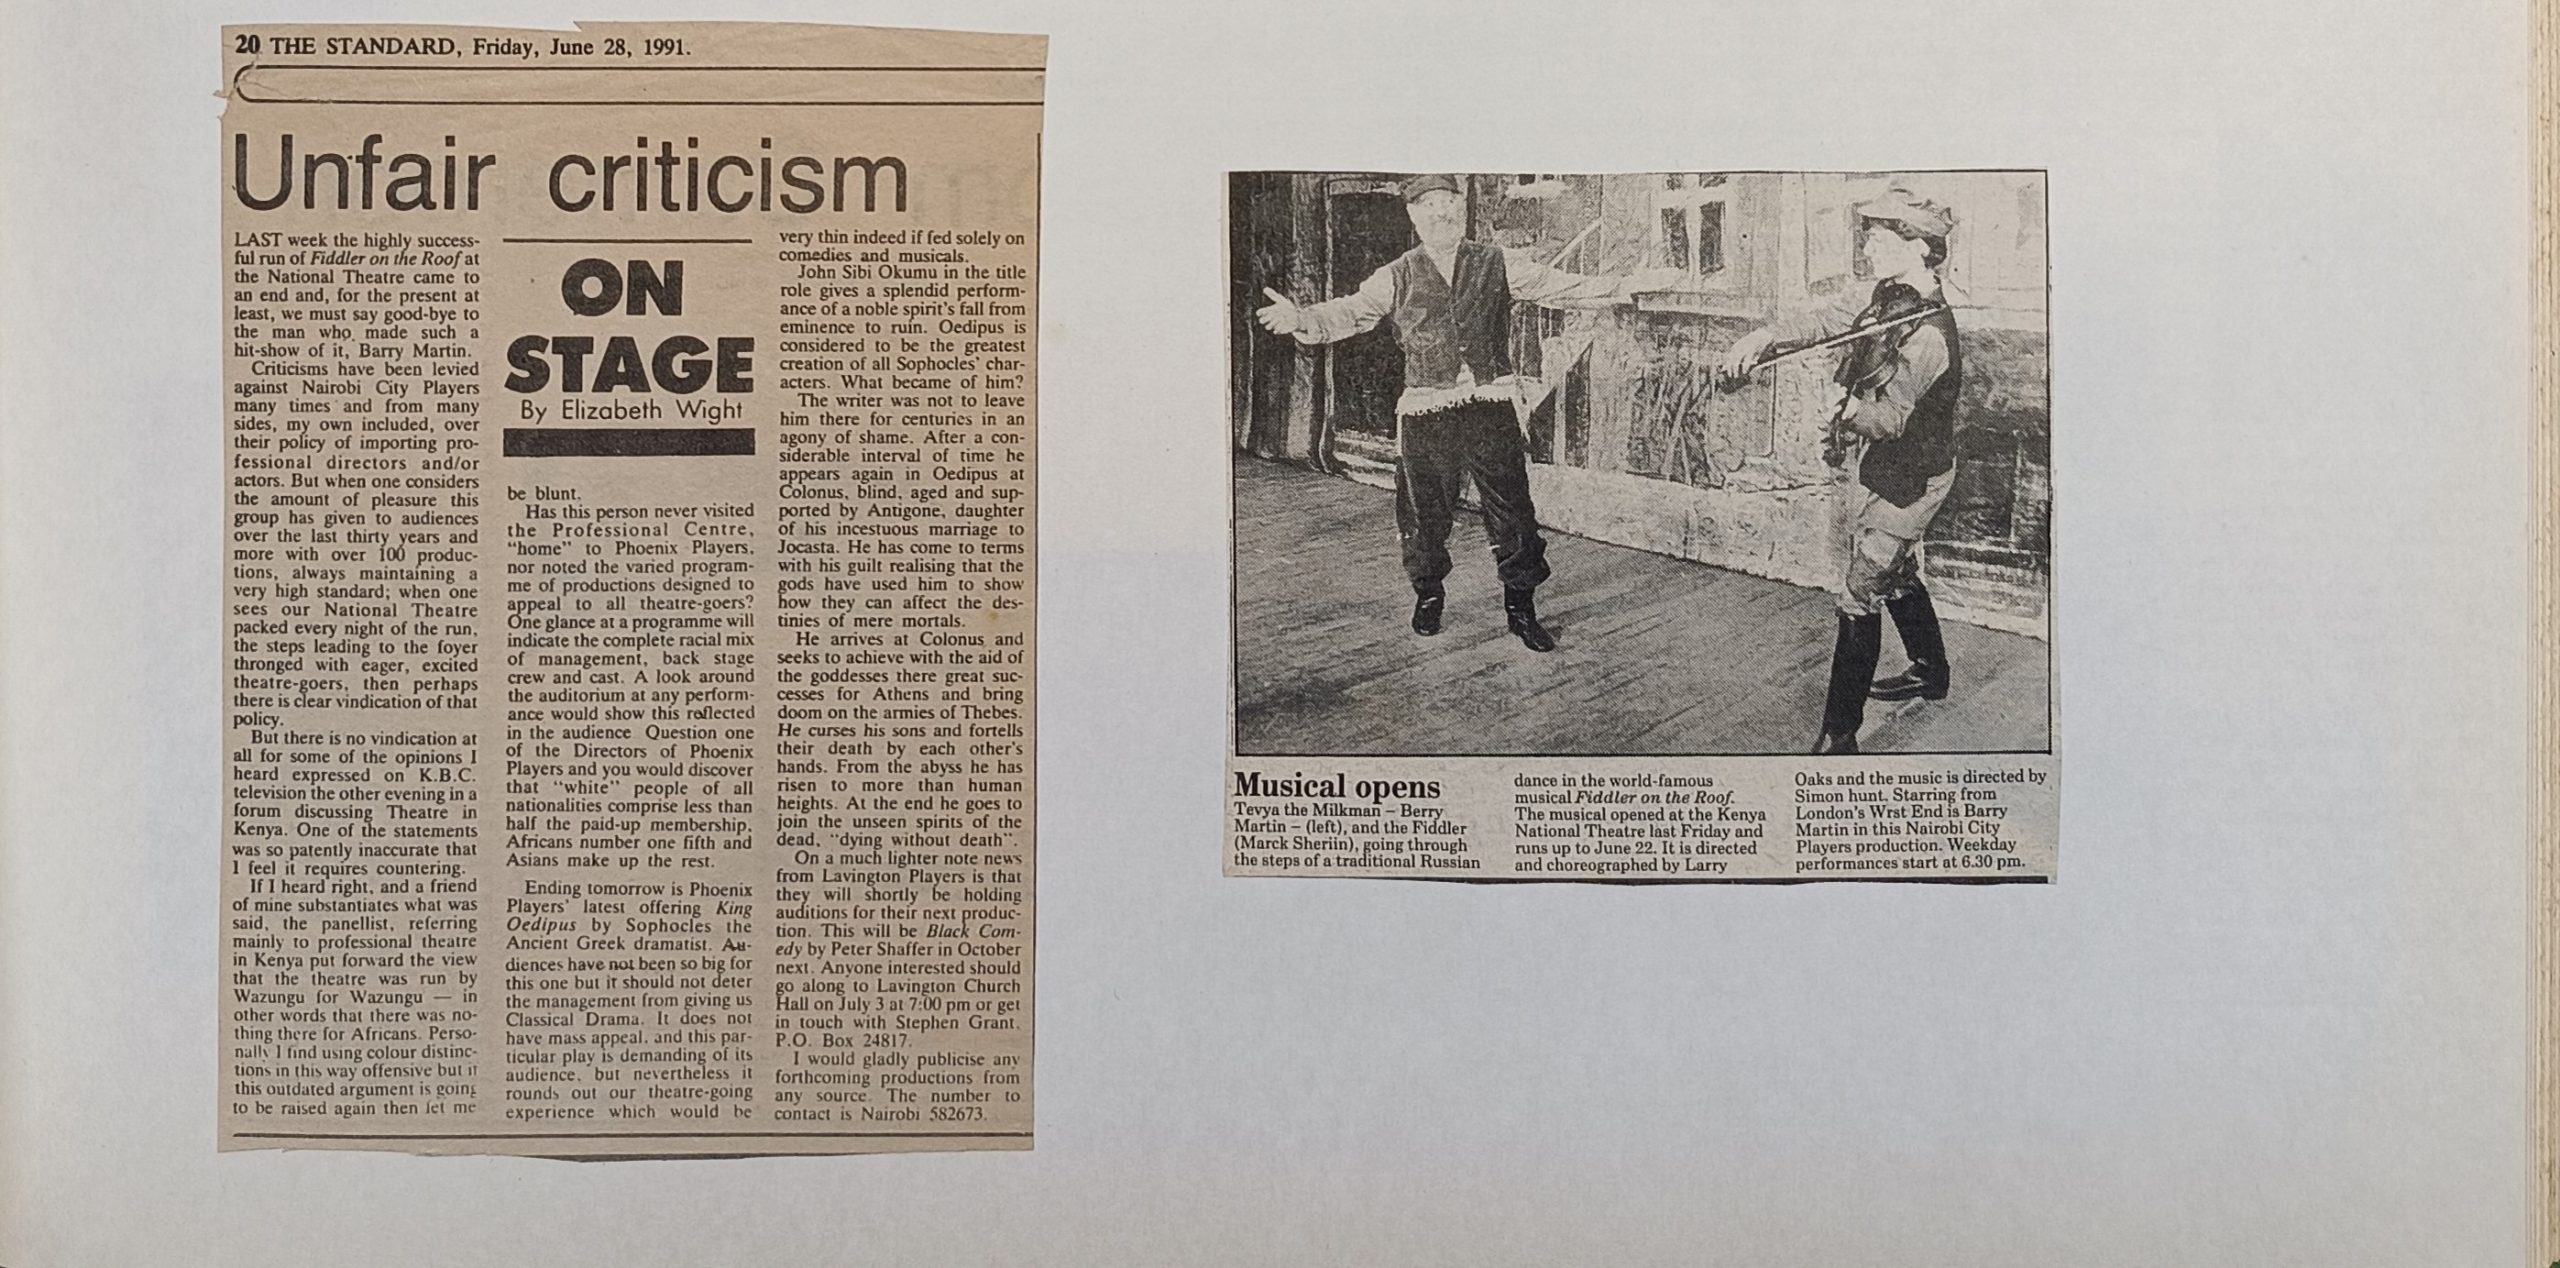 20 THE STANDARD, Friday, June 28, 1991.
Unfair criticism
LAST week the highly success-
ful run of Fiddler on the Roof at
the National Theatre came to
an end and, for the present at
least, we must say good-bye to
the man who made such a
hit-show of it, Barry Martin.
Criticisms have been levied
against Nairobi City Players
many times and from many
sides, my own included, over
their policy of importing pro-
fessional directors and/or
actors. But when one considers
the amount of pleasure this
group has given to audiences
over the last thirty years and
more with over 100 produc-
tions, always maintaining a
very high standard; when one
sees our National Theatre
packed every night of the run,
the steps leading to the foyer
thronged with eager, excited
theatre-goers, then perhaps
there is clear vindication of that
policy.
But there is no vindication at
all for some of the opinions I
heard expressed on K.B.C.
television the other evening in a
forum discussing Theatre in
Kenya. One of the statements
was so patently inaccurate that
I feel it requires countering.
If I heard right, and a friend
of mine substantiates what was
said, the panellist, referring
mainly to professional theatre
in Kenya put forward the view
that the theatre was run by
Wazungu for Wazungu — in
other words that there was no-
thing there for Africans. Perso-
nally I find using colour distinc-
tions in this way offensive but if
this outdated argument is going
to be raised again then let me
ON
STAGE
By Elizabeth Wight
be blunt.
Has this person never visited
the Professional Centre,
"home" to Phoenix Players,
nor noted the varied program-
me of productions designed to
appeal to all theatre-goers?
One glance at a programme will
indicate the complete racial mix
of management, back stage
crew and cast. A look around
the auditorium at any perform-
ance would show this reflected
in the audience Question one
of the Directors of Phoenix
Players and you would discover
that "white" people of all
nationalities comprise less than
half the paid-up membership,
Africans number one fifth and
Asians make up the rest.
Ending tomorrow is Phoenix
Players' latest offering King
Oedipus by Sophocles the
Ancient Greek dramatist. Au-
diences have not been so big for
this one but it should not deter
the management from giving us
Classical Drama. It does not
have mass appeal, and this par-
ticular play is demanding of its
audience, but nevertheless it
rounds out our theatre-going
experience which would be
very thin indeed if fed solely on
comedies and musicals.
John Sibi Okumu in the title
role gives a splendid perform-
ance of a noble spirit's fall from
eminence to ruin. Oedipus is
considered to be the greatest
creation of all Sophocles' char-
acters. What became of him?
The writer was not to leave
him there for centuries in an
agony of shame. After a con-
siderable interval of time he
appears again in Oedipus at
Colonus, blind, aged and sup-
ported by Antigone, daughter
of his incestuous marriage to
Jocasta. He has come to terms
with his guilt realising that the
gods have used him to show
how they can affect the des-
tinies of mere mortals.
He arrives at Colonus and
seeks to achieve with the aid of
the goddesses there great suc-
cesses for Athens and bring
doom on the armies of Thebes.
He curses his sons and fortells
their death by each other's
hands. From the abyss he has
risen to more than human
heights. At the end he goes to
join the unseen spirits of the
dead, "dying without death".
On a much lighter note news
from Lavington Players is that
they will shortly be holding
auditions for their next produc-
tion. This will be Black Com-
edy by Peter Shaffer in October
next. Anyone interested should
go along to Lavington Church
Hall on July 3 at 7:00 pm or get
in touch with Stephen Grant,
P.O. Box 24817.
I would gladly publicise any
forthcoming productions from
any source. The number to
contact is Nairobi 582673.
Musical opens
Tevya the Milkman – Berry
Martin – (left), and the Fiddler
(Marck Sheriin), going through
the steps of a traditional Russian
dance in the world-famous
musical Fiddler on the Roof.
The musical opened at the Kenya
National Theatre last Friday and
runs up to June 22. It is directed
and choreographed by Larry
Oaks and the music is directed by
Simon hunt. Starring from
London's Wrst End is Barry
Martin in this Nairobi City
Players production. Weekday
performances start at 6.30 pm.